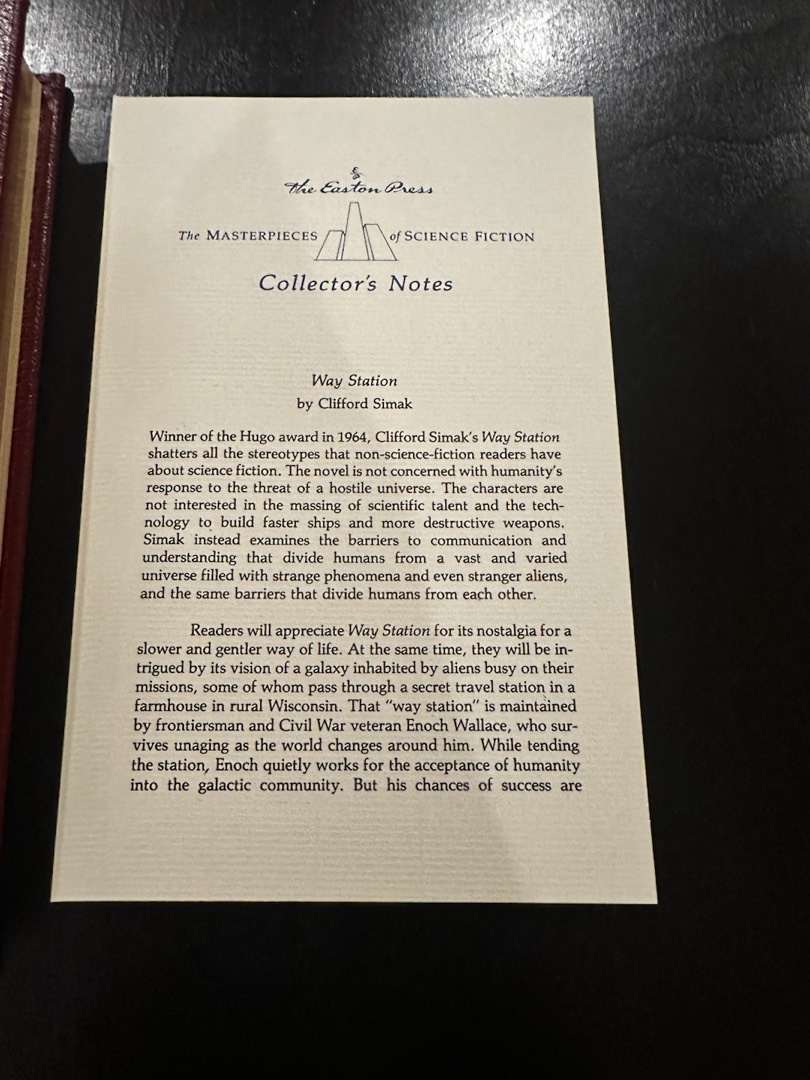 The Easton Press
The MASTERPIECES of SCIENCE FICTION
Collector's Notes
Way Station
by Clifford Simak
Winner of the Hugo award in 1964, Clifford Simak's Way Station
shatters all the stereotypes that non-science-fiction readers have
about science fiction. The novel is not concerned with humanity's
response to the threat of a hostile universe. The characters are
not interested in the massing of scientific talent and the tech-
nology to build faster ships and more destructive weapons.
Simak instead examines the barriers to communication and
understanding that divide humans from a vast and varied
universe filled with strange phenomena and even stranger aliens,
and the same barriers that divide humans from each other.
Readers will appreciate Way Station for its nostalgia for a
slower and gentler way of life. At the same time, they will be in-
trigued by its vision of a galaxy inhabited by aliens busy on their
missions, some of whom pass through a secret travel station in a
farmhouse in rural Wisconsin. That "way station" is maintained
by frontiersman and Civil War veteran Enoch Wallace, who sur-
vives unaging as the world changes around him. While tending
the station, Enoch quietly works for the acceptance of humanity
into the galactic community. But his chances of success are